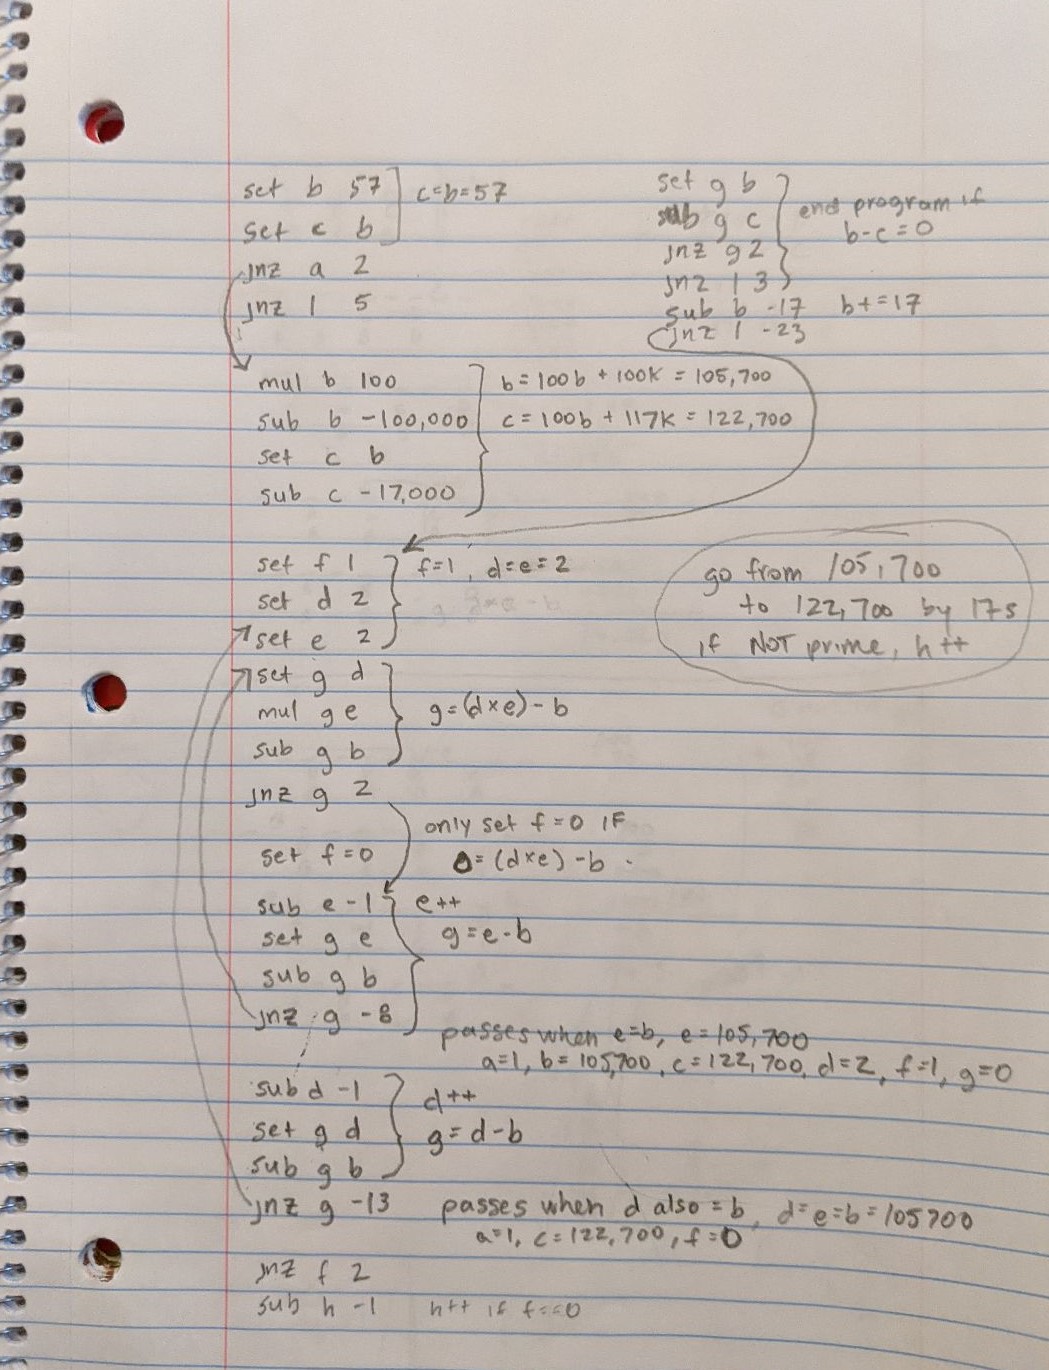 set b 57 c=b=57
set c b
jnz a 2
jnz 1 5
mul b 100 b=100b + 100K = 105,700
sub b -100,000 c=100b + 117K = 122,700
set c b
sub c -17,000
set f 1 f=1, d=e=2
set d 2
set e 2
set g d
mul g e g=(d×e)-b
sub g b
jnz g 2
only set f=0 IF
set f=0 0=(d×e)-b
sub e -1 e++
set g e g=e-b
sub g b
jnz g -8
passes when e=b, e=105,700
a=1, b=105,700, c=122,700, d=2, f=1, g=0
sub d -1 d++
set g d g=d-b
sub g b
jnz g -13 passes when d also = b, d=e=b=105700
a=1, c=122,700, f=0
jnz f 2
sub h -1 h++ if f==0
set g b
sub g c end program if
jnz g 2 b-c=0
jnz 1 3
sub b -17 b+=17
jnz 1 -23
go from 105,700
to 122,700 by 17s
if NOT prime, h++